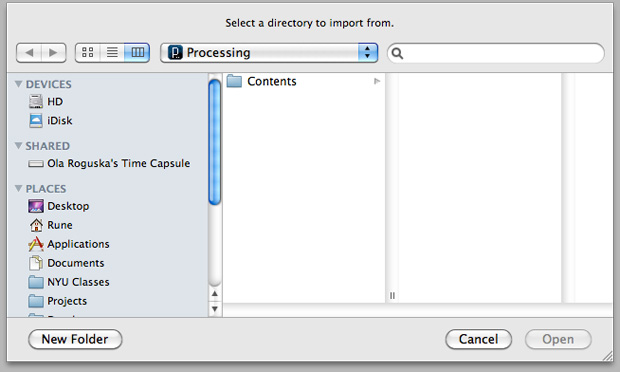 Select a directory to import from.
Processing
DEVICES
HD
iDisk
SHARED
Ola Roguska's Time Capsule
PLACES
Desktop
Rune
Applications
Documents
NYU Classes
Projects
Contents
New Folder
Cancel
Open